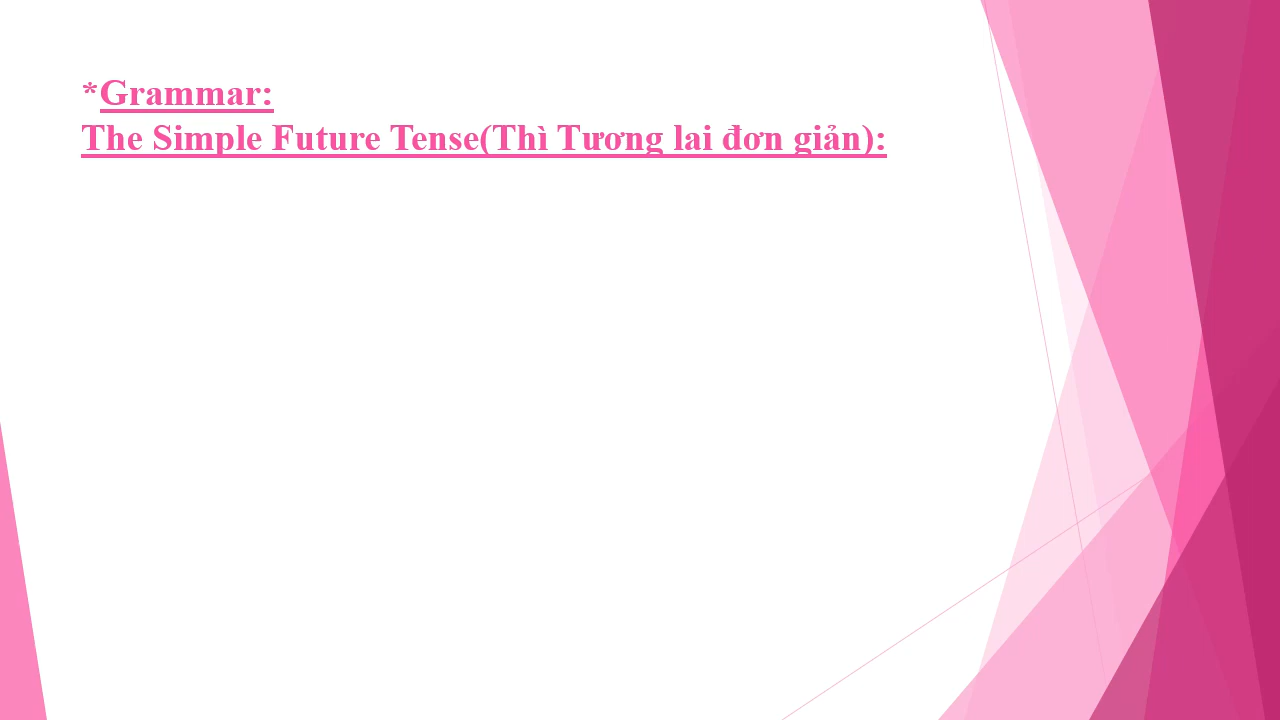 *Grammar:
The Simple Future Tense(Thì Tương lai đơn giản):